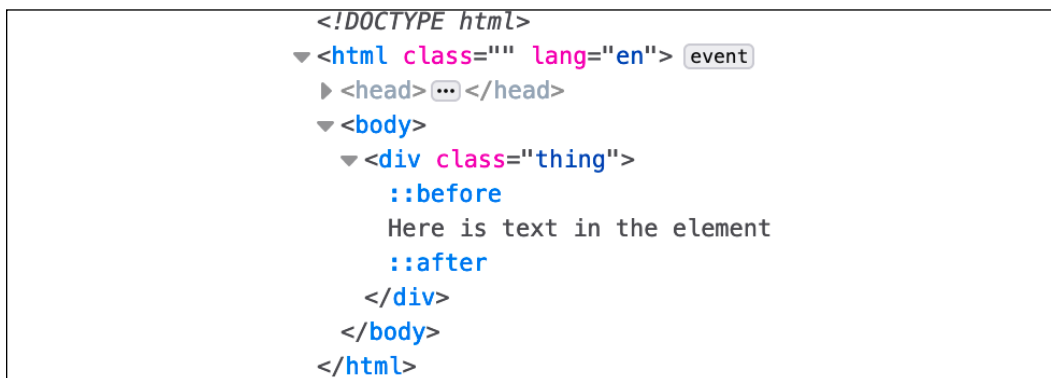 <!DOCTYPE html>
<html class="" lang="en"> event
<head> ••• </head>
<body>
<div class="thing">
::before
Here is text in the element
::after
</div>
</body>
</html>